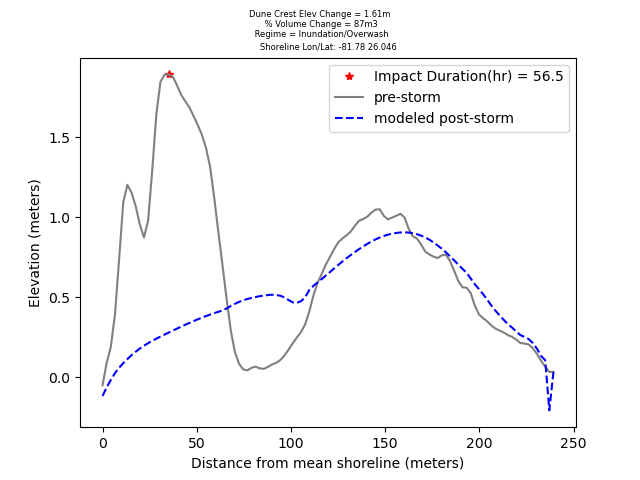 Dune Crest Elev Change = 1.61m
% Volume Change = 87m3
Regime = Inundation/Overwash
Shoreline Lon/Lat: -81.78 26.046
Impact Duration(hr) = 56.5
pre-storm
modeled post-storm
Elevation (meters)
1.5
1.0
0.5
0.0
0 50 100 150 200 250
Distance from mean shoreline (meters)